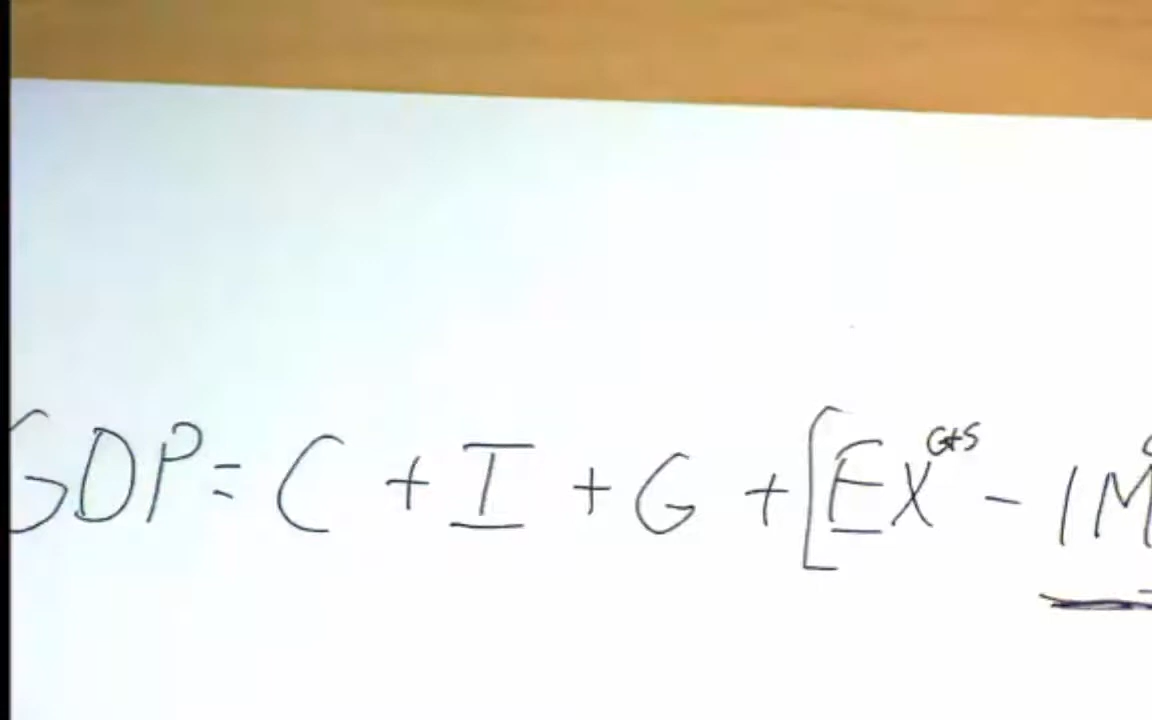 GDP = C + I + G + [EX^G+S - IM